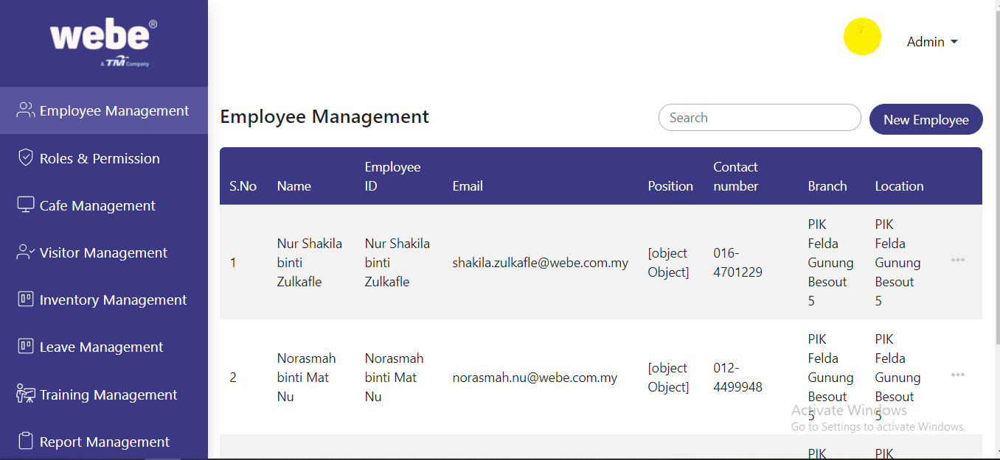 webe®
A TM Company
Admin
Employee Management
Roles & Permission
Cafe Management
Visitor Management
Inventory Management
Leave Management
Training Management
Report Management
Employee Management
Search
New Employee
S.No
Name
Employee
ID
Email
Position
Contact
number
Branch
Location
1
Nur Shakila
binti
Zulkafle
Nur Shakila
binti
Zulkafle
shakila.zulkafle@webe.com.my
[object
Object]
016-
4701229
PIK
Felda
Gunung
Besout
5
PIK
Felda
Gunung
Besout
5
2
Norasmah
binti Mat
Nu
Norasmah
binti Mat
Nu
norasmah.nu@webe.com.my
[object
Object]
012-
4499948
PIK
Felda
Gunung
Besout
5
PIK
Felda
Gunung
Besout
5
PIK
PIK
Activate Windows
Go to Settings to activate Windows.